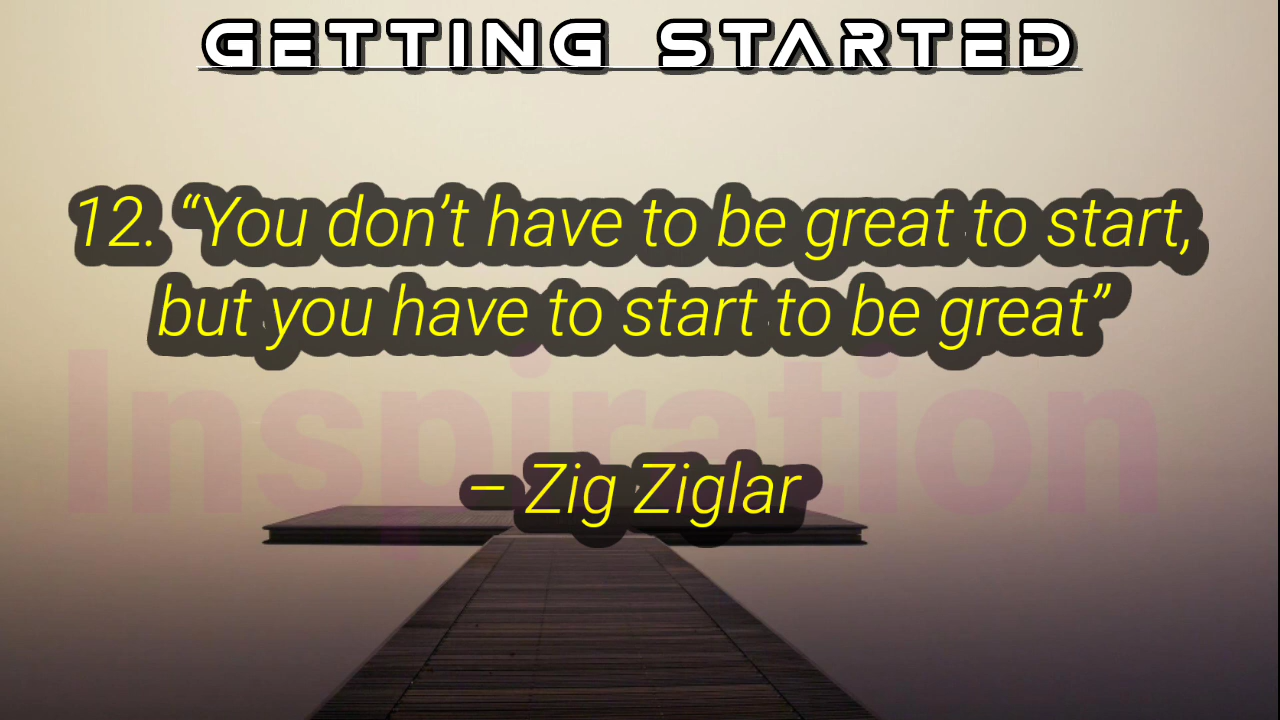 GETTING STARTED
12. “You don’t have to be great to start,
but you have to start to be great”
Inspiration
– Zig Ziglar